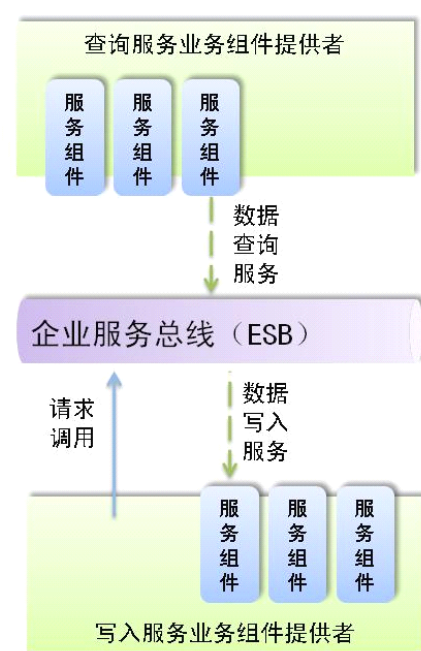 查询服务业务组件提供者
服务组件
服务组件
服务组件
数据
查询
服务
企业服务总线（ESB）
请求
调用
数据
写入
服务
服务组件
服务组件
服务组件
写入服务业务组件提供者